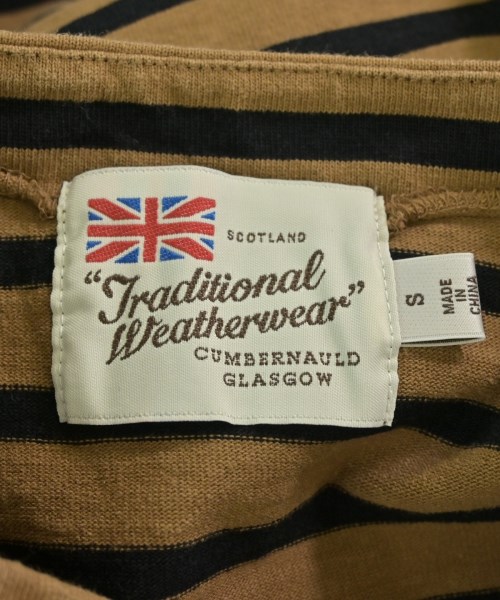 SCOTLAND
"Traditional
Weatherwear"
CUMBERNAULD
GLASGOW
S
MADE
IN
CHINA